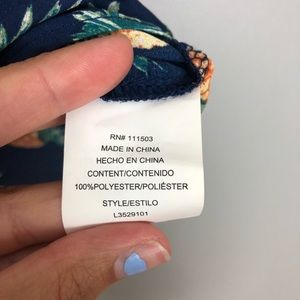 RN# 111503
MADE IN CHINA
HECHO EN CHINA
CONTENT/CONTENIDO
100%POLYESTER/POLIÉSTER
STYLE/ESTILO
L3529101